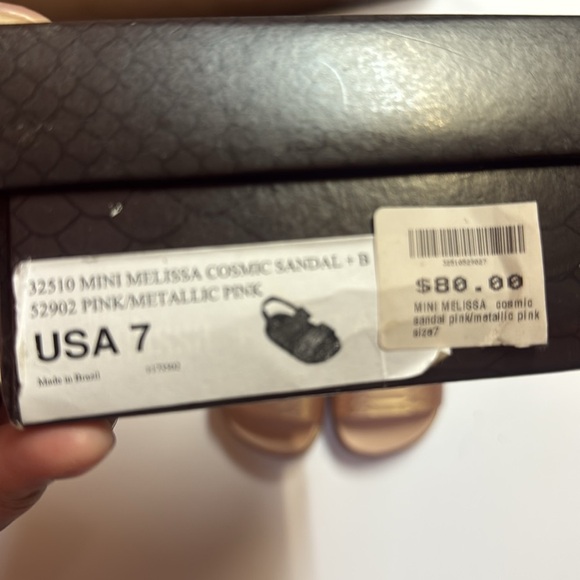 32510 MINI MELISSA COSMIC SANDAL + B
52902 PINK/METALLIC PINK
USA 7
Made in Brazil
$80.00
MINI MELISSA cosmic
sandal pink/metallic pink
size7